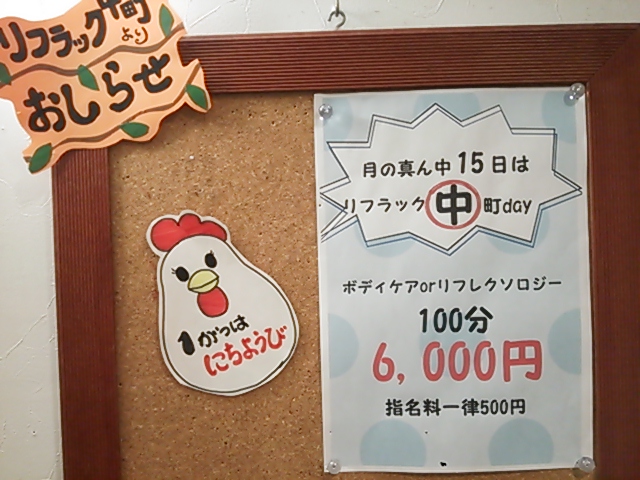 リフラック中町
より
おしらせ
月の真ん中15日は
リフラック中町day
ボディケアorリフレクソロジー
100分
6,000円
指名料一律500円
1がつは
にちようび